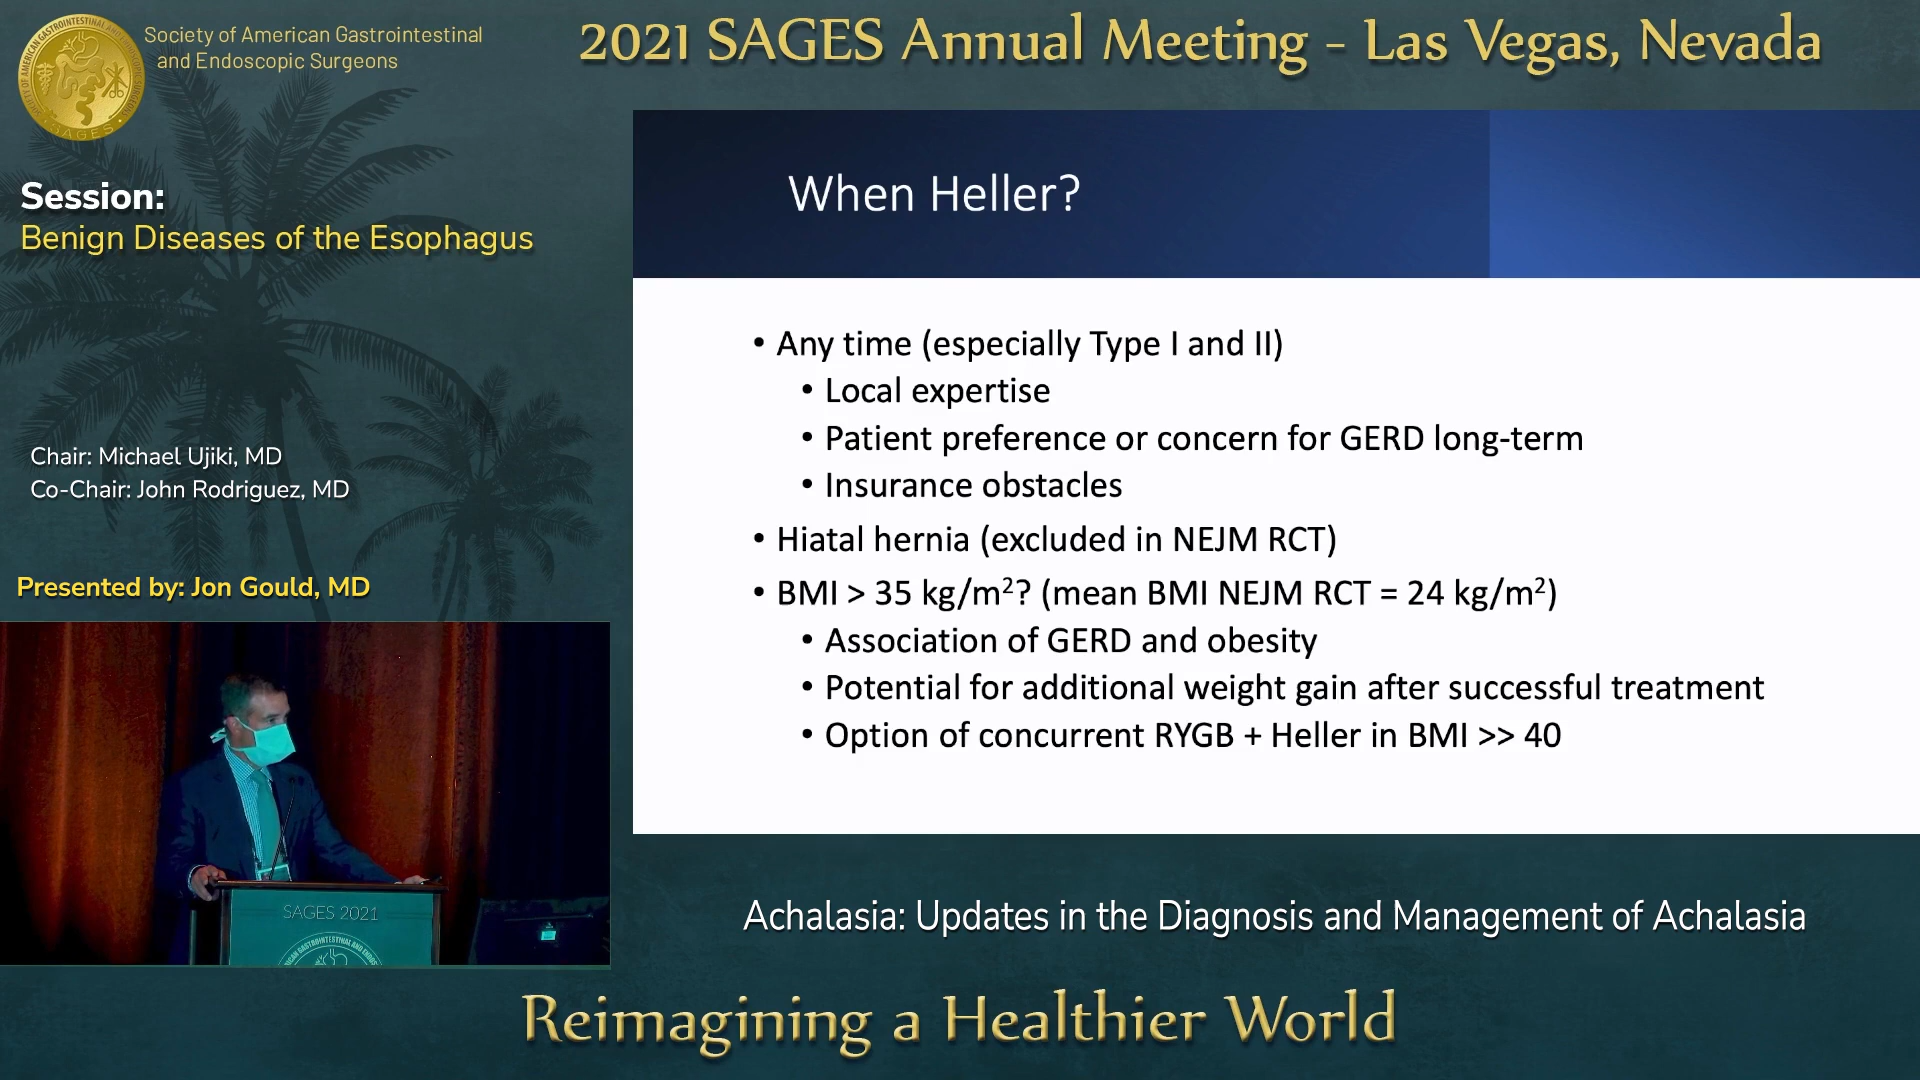 Society of American Gastrointestinal
and Endoscopic Surgeons
2021 SAGES Annual Meeting - Las Vegas, Nevada
Session:
Benign Diseases of the Esophagus
Chair: Michael Ujiki, MD
Co-Chair: John Rodriguez, MD
Presented by: Jon Gould, MD
SAGES 2021
When Heller?
• Any time (especially Type I and II)
• Local expertise
• Patient preference or concern for GERD long-term
• Insurance obstacles
• Hiatal hernia (excluded in NEJM RCT)
• BMI > 35 kg/m²? (mean BMI NEJM RCT = 24 kg/m²)
• Association of GERD and obesity
• Potential for additional weight gain after successful treatment
• Option of concurrent RYGB + Heller in BMI >> 40
Achalasia: Updates in the Diagnosis and Management of Achalasia
Reimagining a Healthier World